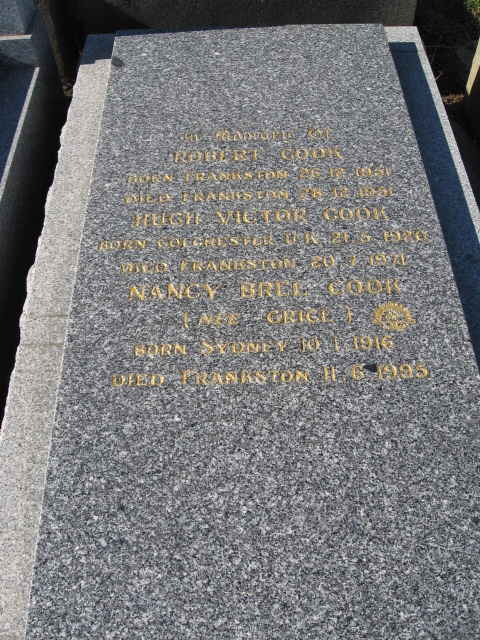 In Memory Of
ROBERT COOK
BORN FRANKSTON 26.12.1951
DIED FRANKSTON 28.12.1951
HUGH VICTOR COOK
BORN COLCHESTER U.K. 21.5.1920
DIED FRANKSTON 20.7.1971
NANCY BREE COOK
( NEE GRICE )
BORN SYDNEY 10.1.1916
DIED FRANKSTON 11.6.1995